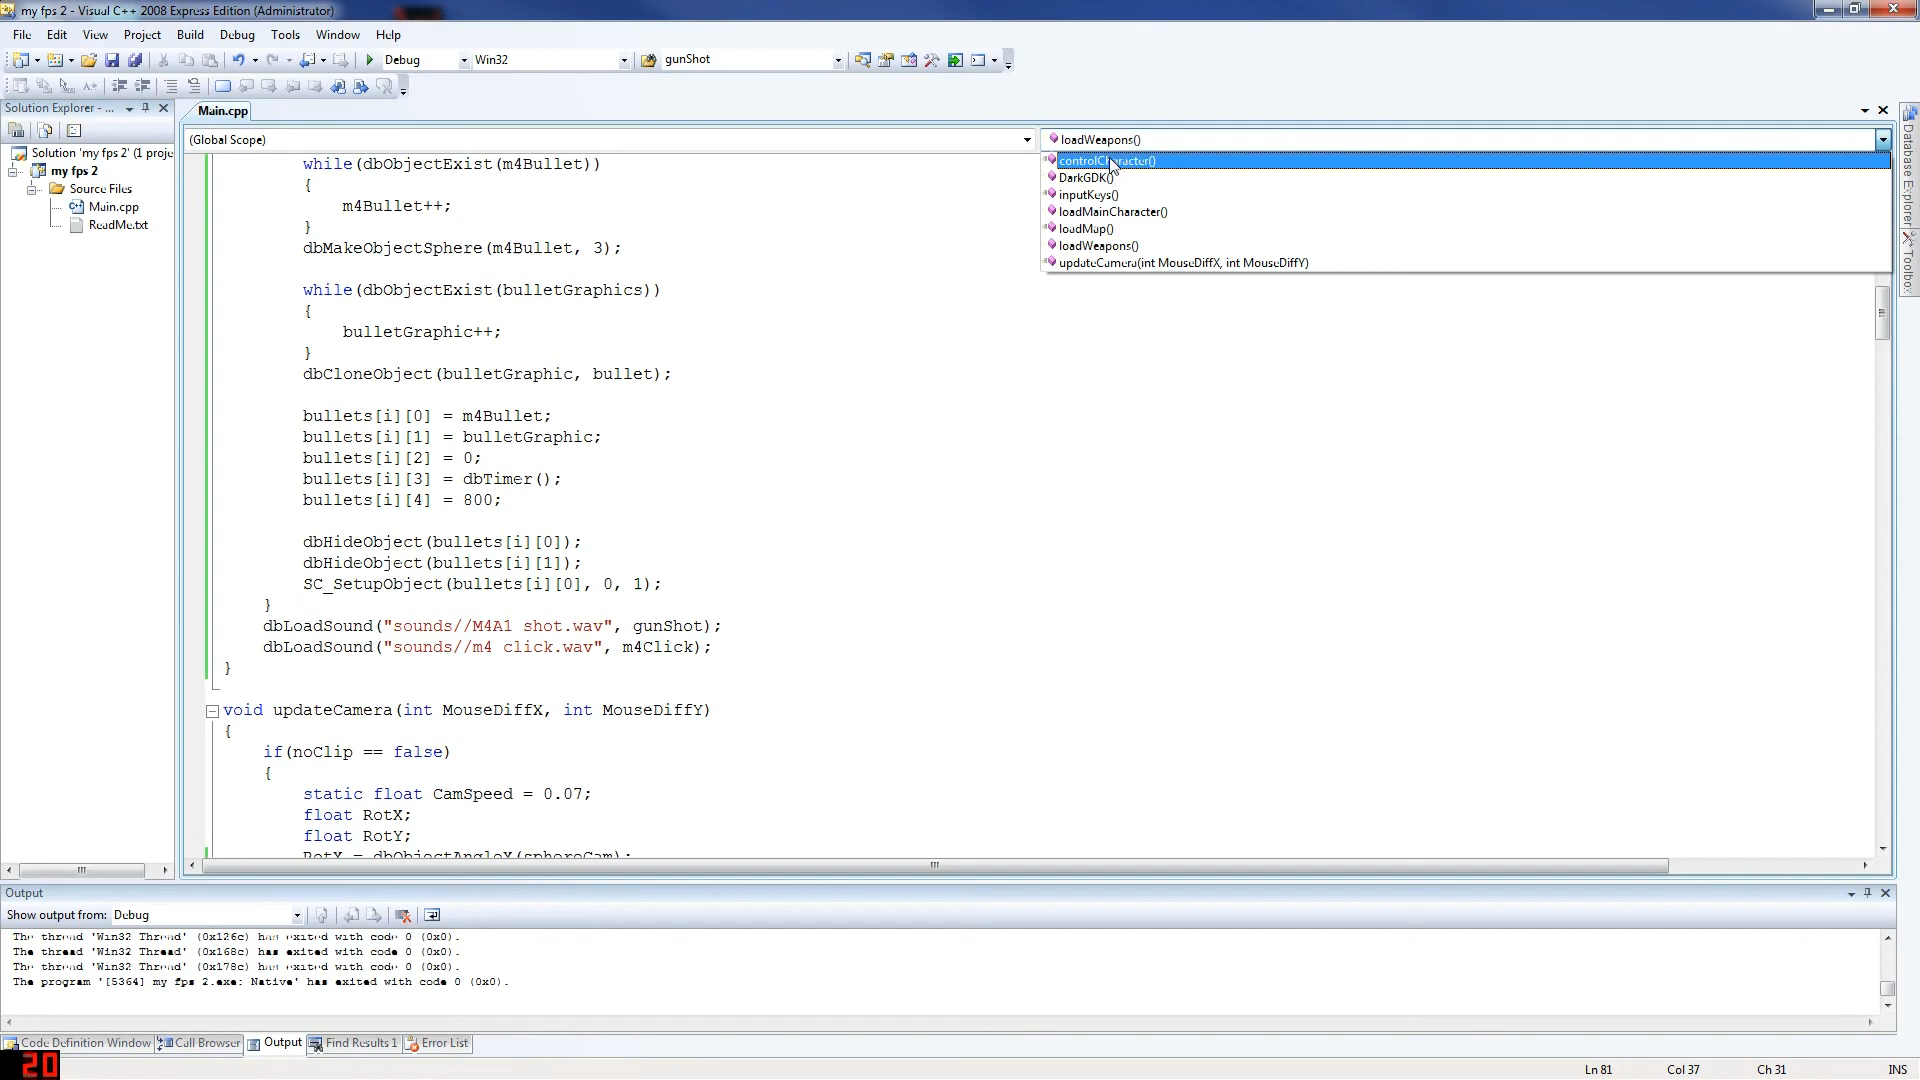 my fps 2 - Visual C++ 2008 Express Edition (Administrator)
File Edit View Project Build Debug Tools Window Help
Debug Win32 gunShot
Solution Explorer - ...
Main.cpp
(Global Scope) loadWeapons()
Solution 'my fps 2' (1 proje
my fps 2
Source Files
Main.cpp
ReadMe.txt
controlCharacter()
DarkGDK()
inputKeys()
loadMainCharacter()
loadMap()
loadWeapons()
updateCamera(int MouseDiffX, int MouseDiffY)
while(dbObjectExist(m4Bullet))
{
m4Bullet++;
}
dbMakeObjectSphere(m4Bullet, 3);
while(dbObjectExist(bulletGraphics))
{
bulletGraphic++;
}
dbCloneObject(bulletGraphic, bullet);
bullets[i][0] = m4Bullet;
bullets[i][1] = bulletGraphic;
bullets[i][2] = 0;
bullets[i][3] = dbTimer();
bullets[i][4] = 800;
dbHideObject(bullets[i][0]);
dbHideObject(bullets[i][1]);
SC_SetupObject(bullets[i][0], 0, 1);
}
dbLoadSound("sounds//M4A1 shot.wav", gunShot);
dbLoadSound("sounds//m4 click.wav", m4Click);
}
void updateCamera(int MouseDiffX, int MouseDiffY)
{
if(noClip == false)
{
static float CamSpeed = 0.07;
float RotX;
float RotY;
RotX = dbObjectAngleX(sphereCam);
Database Explorer
Toolbox
Output
Show output from: Debug
The thread 'Win32 Thread' (0x126c) has exited with code 0 (0x0).
The thread 'Win32 Thread' (0x168c) has exited with code 0 (0x0).
The thread 'Win32 Thread' (0x178c) has exited with code 0 (0x0).
The program '[5364] my fps 2.exe: Native' has exited with code 0 (0x0).
Code Definition Window Call Browser Output Find Results 1 Error List
20
Ln 81 Col 37 Ch 31 INS